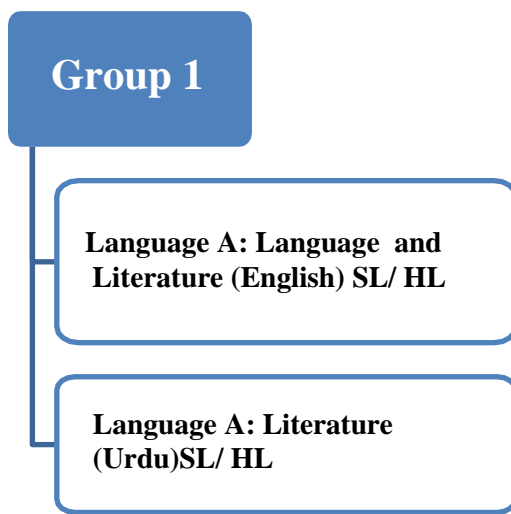 Group 1
Language A: Language and
Literature (English) SL/ HL
Language A: Literature
(Urdu)SL/ HL